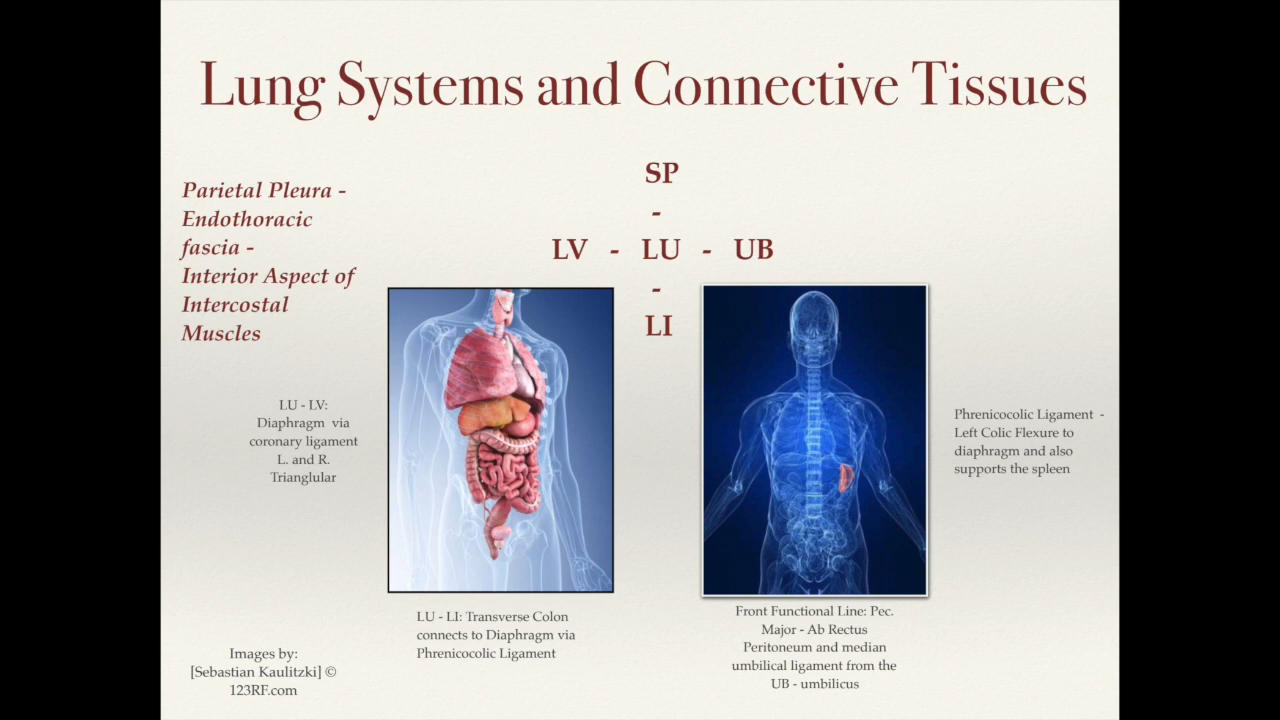 Lung Systems and Connective Tissues
Parietal Pleura -
Endothoracic
fascia -
Interior Aspect of
Intercostal
Muscles
SP
-
LV - LU - UB
-
LI
LU - LV:
Diaphragm via
coronary ligament
L. and R.
Trianglular
Phrenicocolic Ligament -
Left Colic Flexure to
diaphragm and also
supports the spleen
LU - LI: Transverse Colon
connects to Diaphragm via
Phrenicocolic Ligament
Front Functional Line: Pec.
Major - Ab Rectus
Peritoneum and median
umbilical ligament from the
UB - umbilicus
Images by:
[Sebastian Kaulitzki] ©
123RF.com